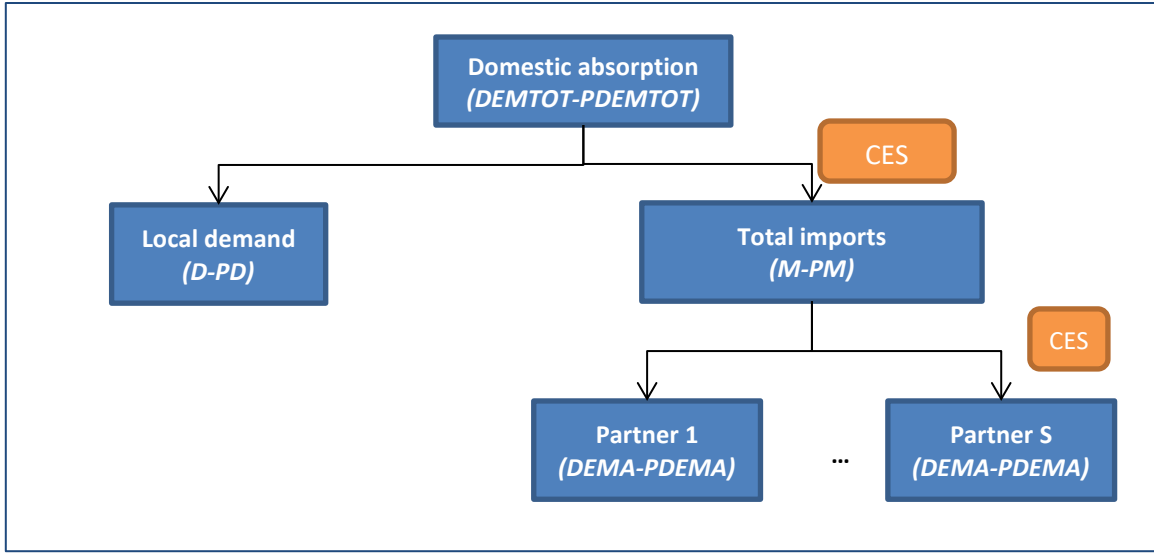 Domestic absorption
(DEMTOT-PDEMTOT)
CES
Local demand
(D-PD)
Total imports
(M-PM)
CES
Partner 1
(DEMA-PDEMA)
...
Partner S
(DEMA-PDEMA)